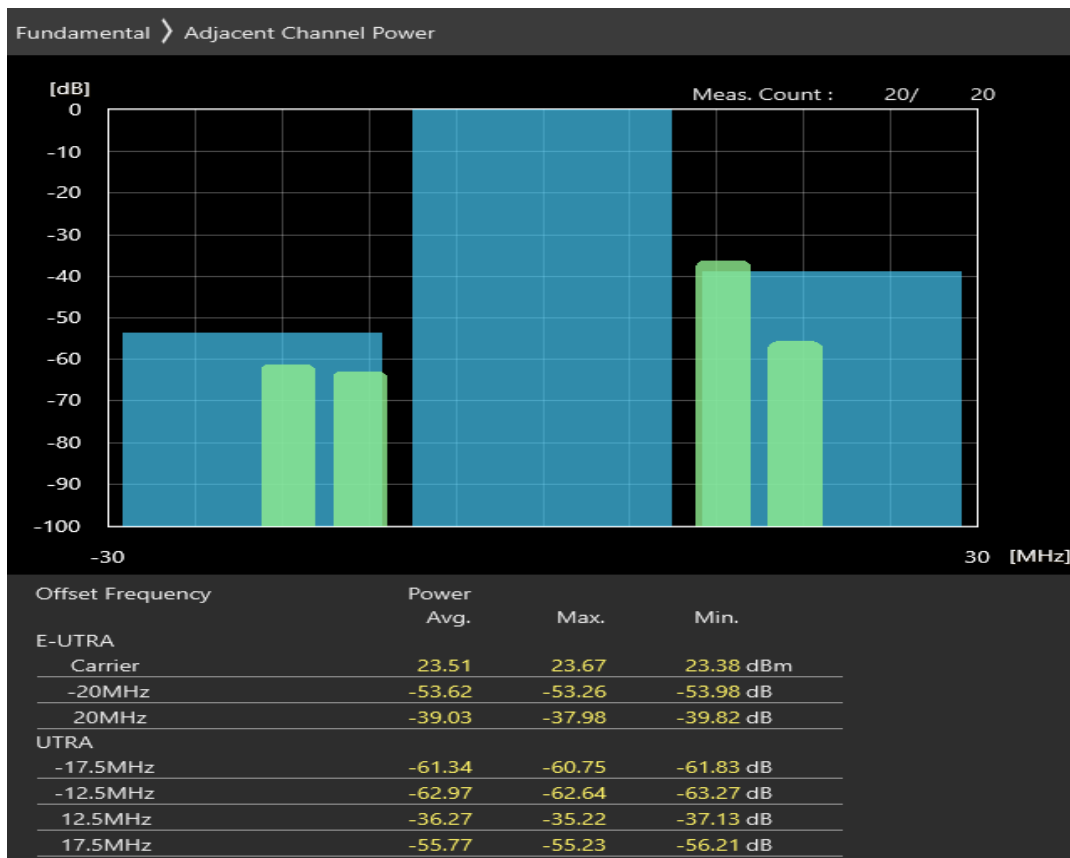 Fundamental 〉 Adjacent Channel Power
[dB]
Meas. Count : 20/ 20
0
-10
-20
-30
-40
-50
-60
-70
-80
-90
-100
-30 30 [MHz]
Offset Frequency Power
Avg. Max. Min.
E-UTRA
Carrier 23.51 23.67 23.38 dBm
-20MHz -53.62 -53.26 -53.98 dB
20MHz -39.03 -37.98 -39.82 dB
UTRA
-17.5MHz -61.34 -60.75 -61.83 dB
-12.5MHz -62.97 -62.64 -63.27 dB
12.5MHz -36.27 -35.22 -37.13 dB
17.5MHz -55.77 -55.23 -56.21 dB